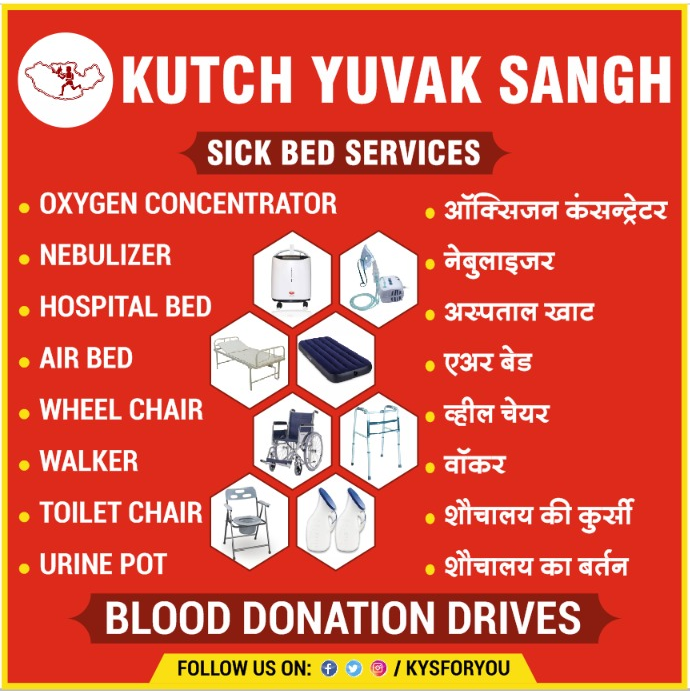 KUTCH YUVAK SANGH
SICK BED SERVICES
• OXYGEN CONCENTRATOR
• NEBULIZER
• HOSPITAL BED
• AIR BED
• WHEEL CHAIR
• WALKER
• TOILET CHAIR
• URINE POT
• ऑक्सिजन कंसन्ट्रेटर
• नेबुलाइजर
• अस्पताल खाट
• एअर बेड
• व्हील चेयर
• वॉकर
• शौचालय की कुर्सी
• शौचालय का बर्तन
BLOOD DONATION DRIVES
FOLLOW US ON: / KYSFORYOU